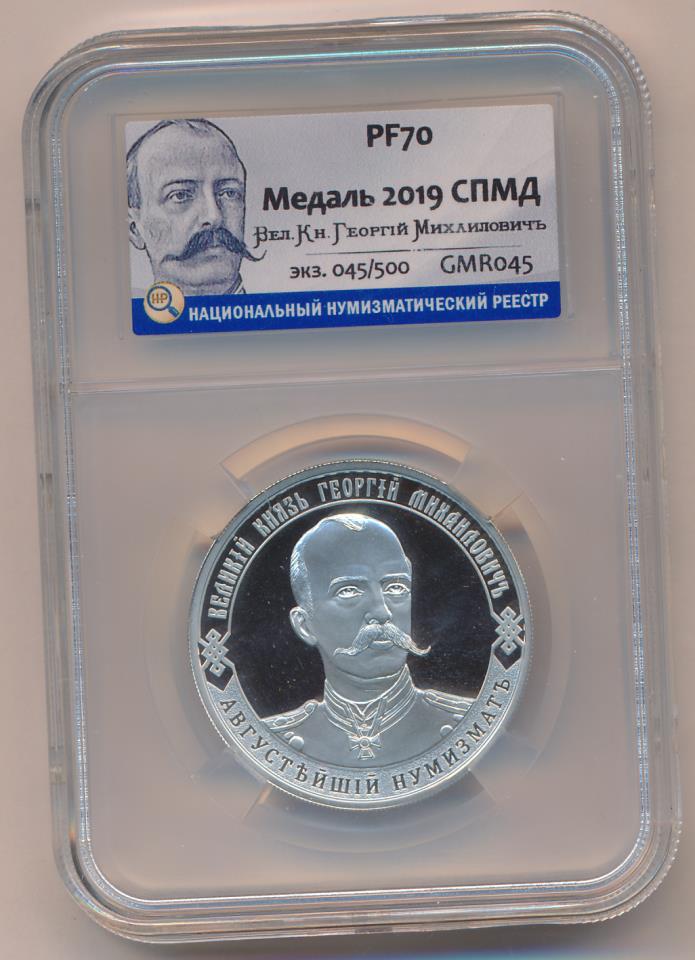 PF70
Медаль 2019 СПМД
Вел.Кн.Георгій Михаиловичъ
экз. 045/500 GMR045
НР
НАЦИОНАЛЬНЫЙ НУМИЗМАТИЧЕСКИЙ РЕЕСТР
ВЕЛИКІЙ КНЯЗЬ ГЕОРГІЙ МИХАИЛОВИЧЪ
АВГУСТѢЙШІЙ НУМИЗМАТЪ